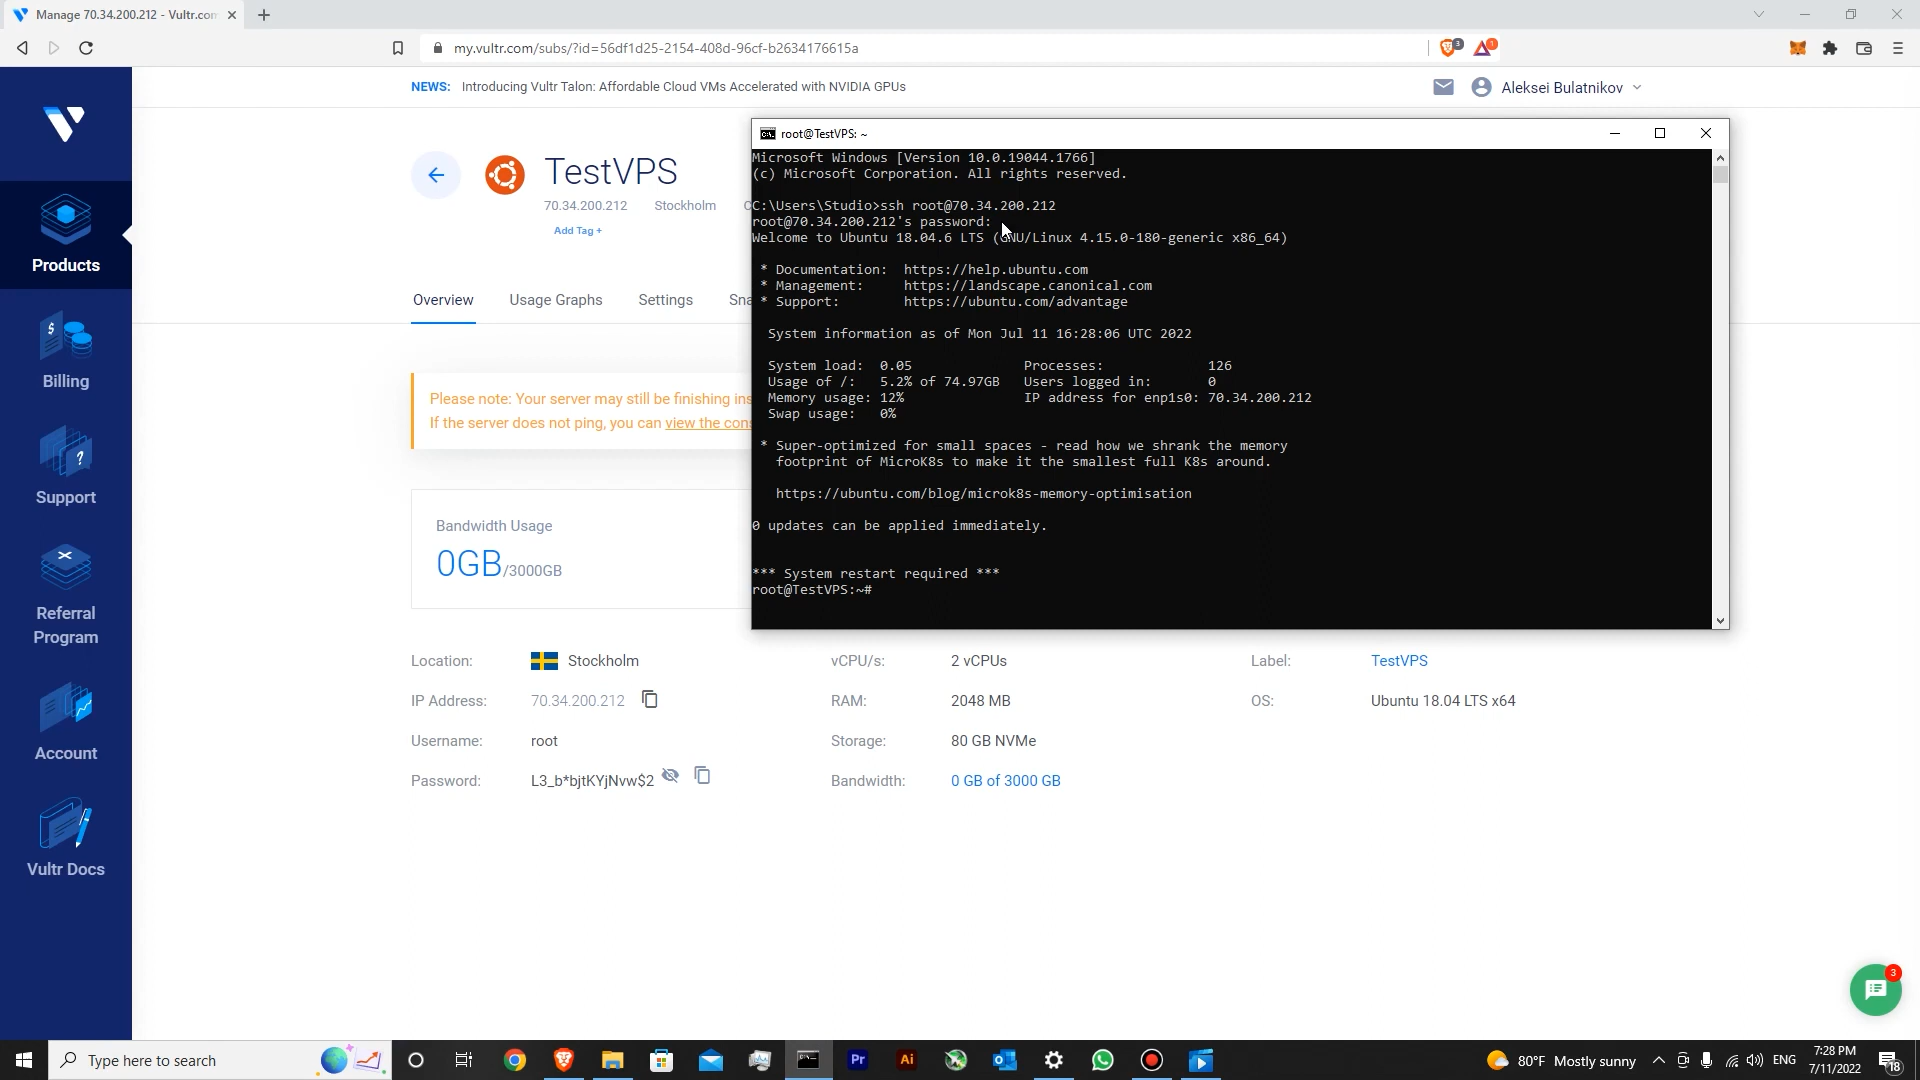 Manage 70.34.200.212 - Vultr.com
my.vultr.com/subs/?id=56df1d25-2154-408d-96cf-b2634176615a
3
1
NEWS: Introducing Vultr Talon: Affordable Cloud VMs Accelerated with NVIDIA GPUs
Aleksei Bulatnikov
TestVPS
70.34.200.212 Stockholm
Add Tag +
Overview Usage Graphs Settings Sna
Please note: Your server may still be finishing ins
If the server does not ping, you can view the cons
Bandwidth Usage
0GB/3000GB
Products
Billing
Support
Referral
Program
Account
Vultr Docs
root@TestVPS: ~
Microsoft Windows [Version 10.0.19044.1766]
(c) Microsoft Corporation. All rights reserved.
C:\Users\Studio>ssh root@70.34.200.212
root@70.34.200.212's password:
Welcome to Ubuntu 18.04.6 LTS (GNU/Linux 4.15.0-180-generic x86_64)
* Documentation: https://help.ubuntu.com
* Management: https://landscape.canonical.com
* Support: https://ubuntu.com/advantage
System information as of Mon Jul 11 16:28:06 UTC 2022
System load: 0.05 Processes: 126
Usage of /: 5.2% of 74.97GB Users logged in: 0
Memory usage: 12% IP address for enp1s0: 70.34.200.212
Swap usage: 0%
* Super-optimized for small spaces - read how we shrank the memory
footprint of MicroK8s to make it the smallest full K8s around.
https://ubuntu.com/blog/microk8s-memory-optimisation
0 updates can be applied immediately.
*** System restart required ***
root@TestVPS:~#
Location: Stockholm vCPU/s: 2 vCPUs Label: TestVPS
IP Address: 70.34.200.212 RAM: 2048 MB OS: Ubuntu 18.04 LTS x64
Username: root Storage: 80 GB NVMe
Password: L3_b*bjtKYjNvw$2 Bandwidth: 0 GB of 3000 GB
3
Type here to search
Pr
Ai
80°F Mostly sunny
ENG
7:28 PM
7/11/2022
18